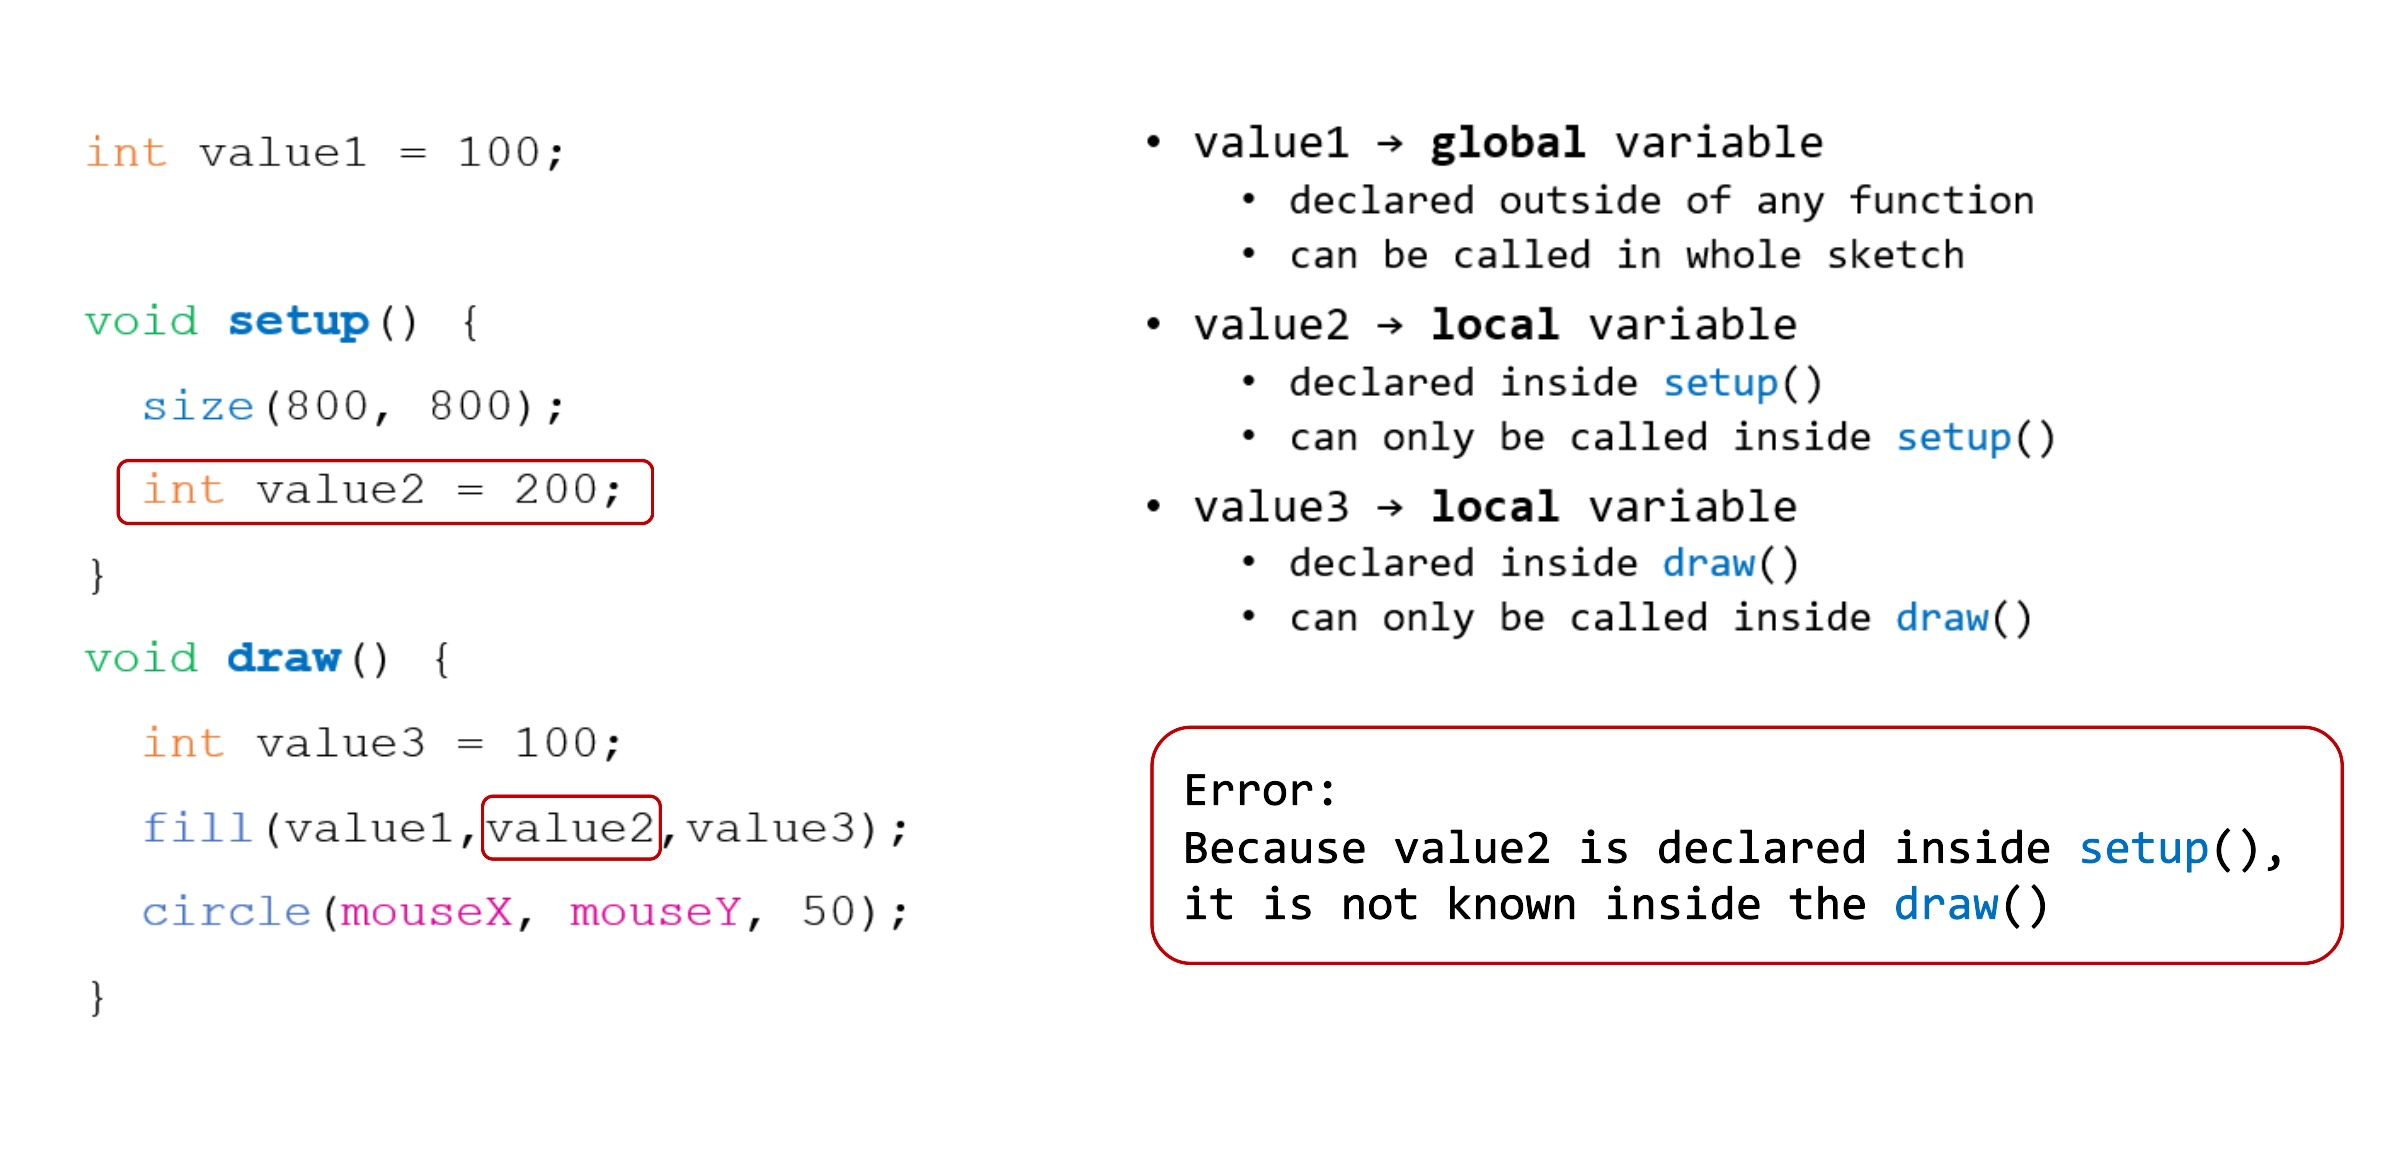 int value1 = 100;
void setup() {
size(800, 800);
int value2 = 200;
}
void draw() {
int value3 = 100;
fill(value1,value2,value3);
circle(mouseX, mouseY, 50);
}
• value1 → global variable
• declared outside of any function
• can be called in whole sketch
• value2 → local variable
• declared inside setup()
• can only be called inside setup()
• value3 → local variable
• declared inside draw()
• can only be called inside draw()
Error:
Because value2 is declared inside setup(),
it is not known inside the draw()